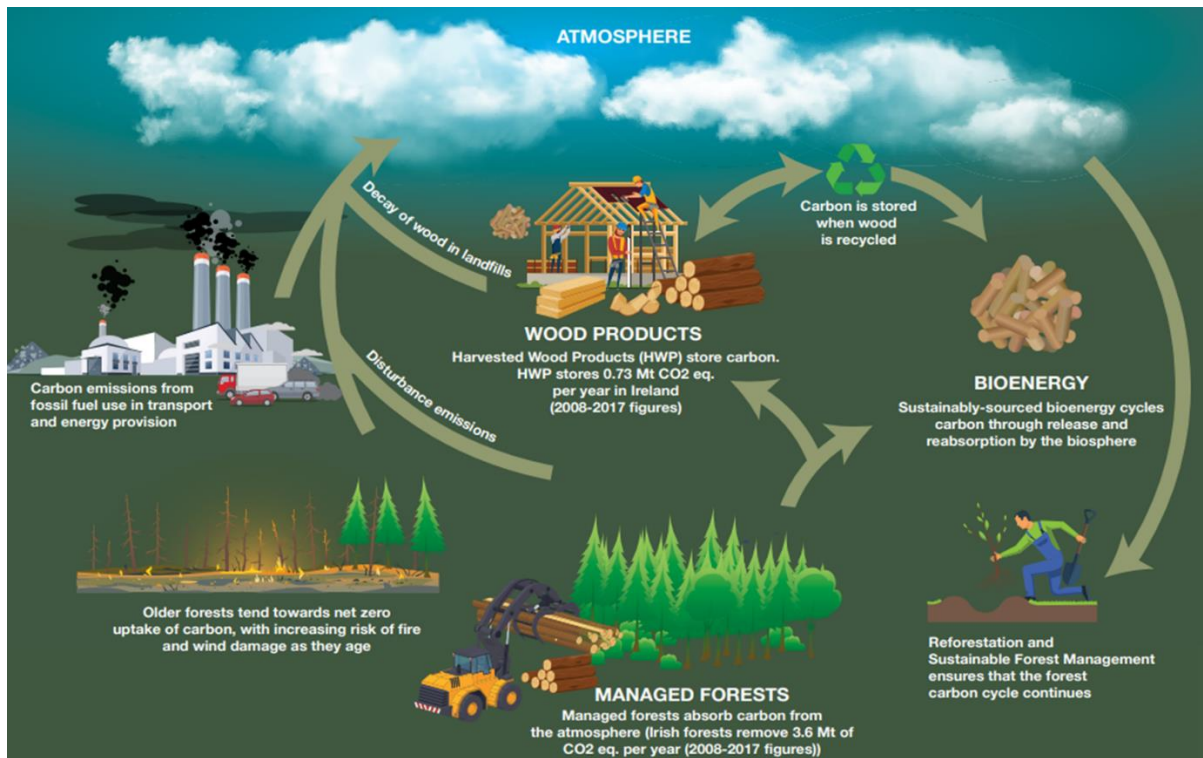 ATMOSPHERE
Decay of wood in landfills
Carbon is stored
when wood
is recycled
WOOD PRODUCTS
Harvested Wood Products (HWP) store carbon.
HWP stores 0.73 Mt CO2 eq.
per year in Ireland
(2008-2017 figures)
Carbon emissions from
fossil fuel use in transport
and energy provision
Disturbance emissions
BIOENERGY
Sustainably-sourced bioenergy cycles
carbon through release and
reabsorption by the biosphere
Older forests tend towards net zero
uptake of carbon, with increasing risk of fire
and wind damage as they age
MANAGED FORESTS
Managed forests absorb carbon from
the atmosphere (Irish forests remove 3.6 Mt of
CO2 eq. per year (2008-2017 figures))
Reforestation and
Sustainable Forest Management
ensures that the forest
carbon cycle continues